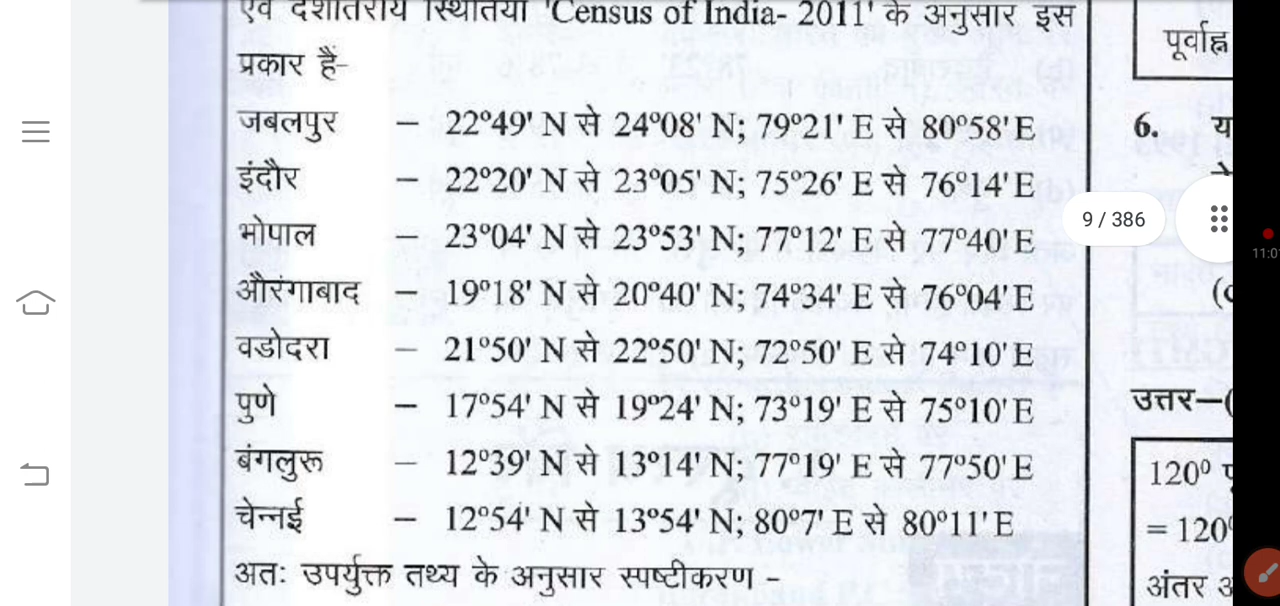 एवं देशांतरीय स्थितियां 'Census of India- 2011' के अनुसार इस
प्रकार हैं-
जबलपुर – 22°49' N से 24°08' N; 79°21' E से 80°58' E
इंदौर – 22°20' N से 23°05' N; 75°26' E से 76°14' E
भोपाल – 23°04' N से 23°53' N; 77°12' E से 77°40' E
औरंगाबाद – 19°18' N से 20°40' N; 74°34' E से 76°04' E
वडोदरा – 21°50' N से 22°50' N; 72°50' E से 74°10' E
पुणे – 17°54' N से 19°24' N; 73°19' E से 75°10' E
बंगलुरू – 12°39' N से 13°14' N; 77°19' E से 77°50' E
चेन्नई – 12°54' N से 13°54' N; 80°7' E से 80°11' E
अतः उपर्युक्त तथ्य के अनुसार स्पष्टीकरण -
पूर्वाह्न
6.
9 / 386
उत्तर–(
120°
= 120°
अंतर